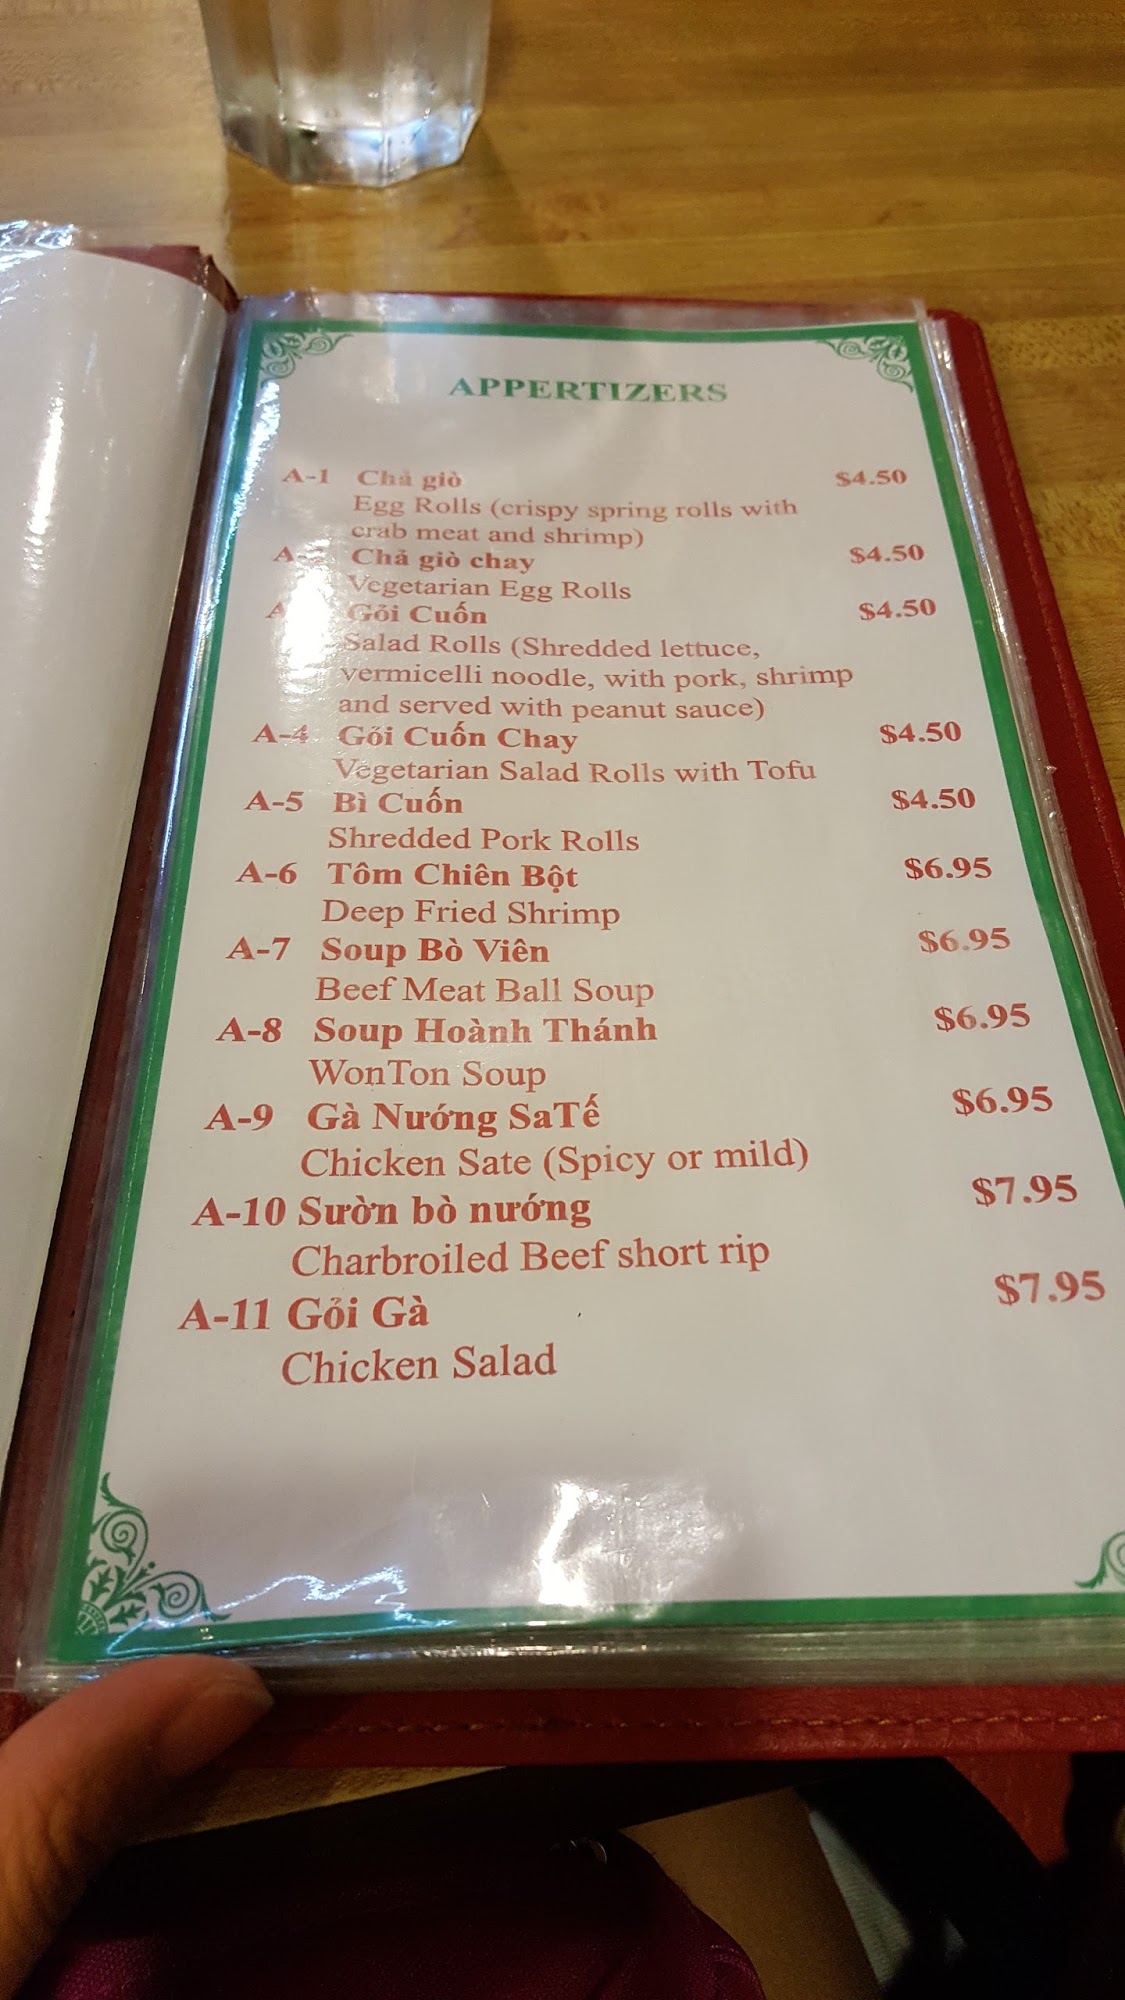 APPERTIZERS
A-1 Chả giò $4.50
Egg Rolls (crispy spring rolls with
crab meat and shrimp)
Chả giò chay $4.50
Vegetarian Egg Rolls
Gỏi Cuốn $4.50
Salad Rolls (Shredded lettuce,
vermicelli noodle, with pork, shrimp
and served with peanut sauce)
A-4 Gỏi Cuốn Chay $4.50
Vegetarian Salad Rolls with Tofu
A-5 Bì Cuốn $4.50
Shredded Pork Rolls
A-6 Tôm Chiên Bột $6.95
Deep Fried Shrimp
A-7 Soup Bò Viên $6.95
Beef Meat Ball Soup
A-8 Soup Hoành Thánh $6.95
WonTon Soup
A-9 Gà Nướng SaTế $6.95
Chicken Sate (Spicy or mild)
A-10 Sườn bò nướng $7.95
Charbroiled Beef short rip
A-11 Gỏi Gà $7.95
Chicken Salad